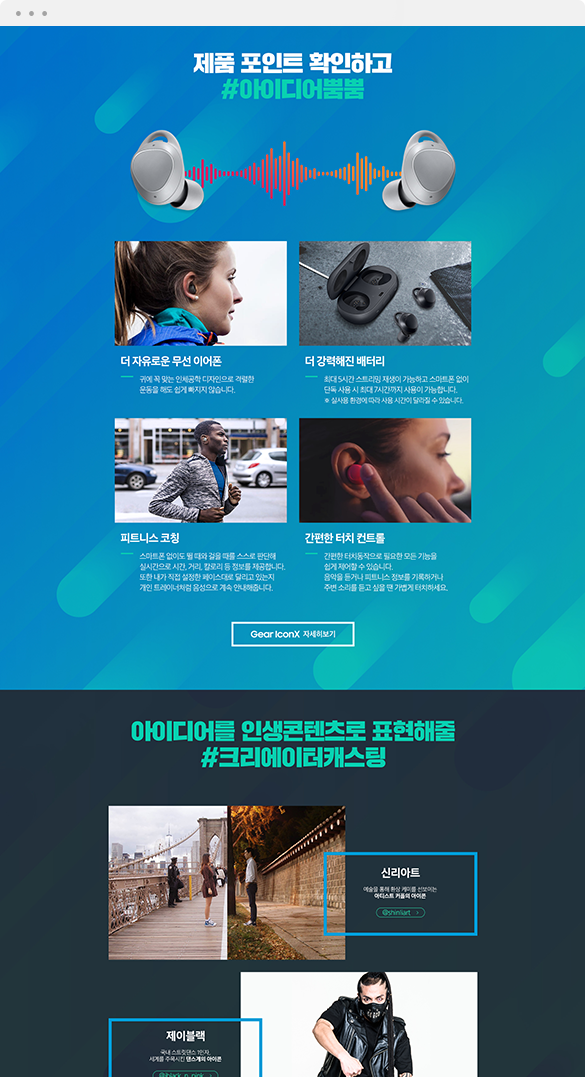 제품 포인트 확인하고
#아이디어뿜뿜
더 자유로운 무선 이어폰
귀에 꼭 맞는 인체공학 디자인으로 격렬한
운동을 해도 쉽게 빠지지 않습니다.
더 강력해진 배터리
최대 5시간 스트리밍 재생이 가능하고 스마트폰 없이
단독 사용 시 최대 7시간까지 사용이 가능합니다.
※ 실사용 환경에 따라 사용 시간이 달라질 수 있습니다.
피트니스 코칭
스마트폰 없이도 뛸 때와 걸을 때를 스스로 판단해
실시간으로 시간, 거리, 칼로리 등 정보를 제공합니다.
또한 내가 직접 설정한 페이스대로 달리고 있는지
개인 트레이너처럼 음성으로 계속 안내해줍니다.
간편한 터치 컨트롤
간편한 터치동작으로 필요한 모든 기능을
쉽게 제어할 수 있습니다.
음악을 듣거나 피트니스 정보를 기록하거나
주변 소리를 듣고 싶을 땐 가볍게 터치하세요.
Gear IconX 자세히보기
아이디어를 인생콘텐츠로 표현해줄
#크리에이터캐스팅
신리아트
예술을 통해 환상 케미를 선보이는
아티스트 커플의 아이콘
@shinliart >
제이블랙
국내 스트릿댄스 1인자,
세계를 주목시킨 댄스계의 아이콘
@jblack_n_pink >